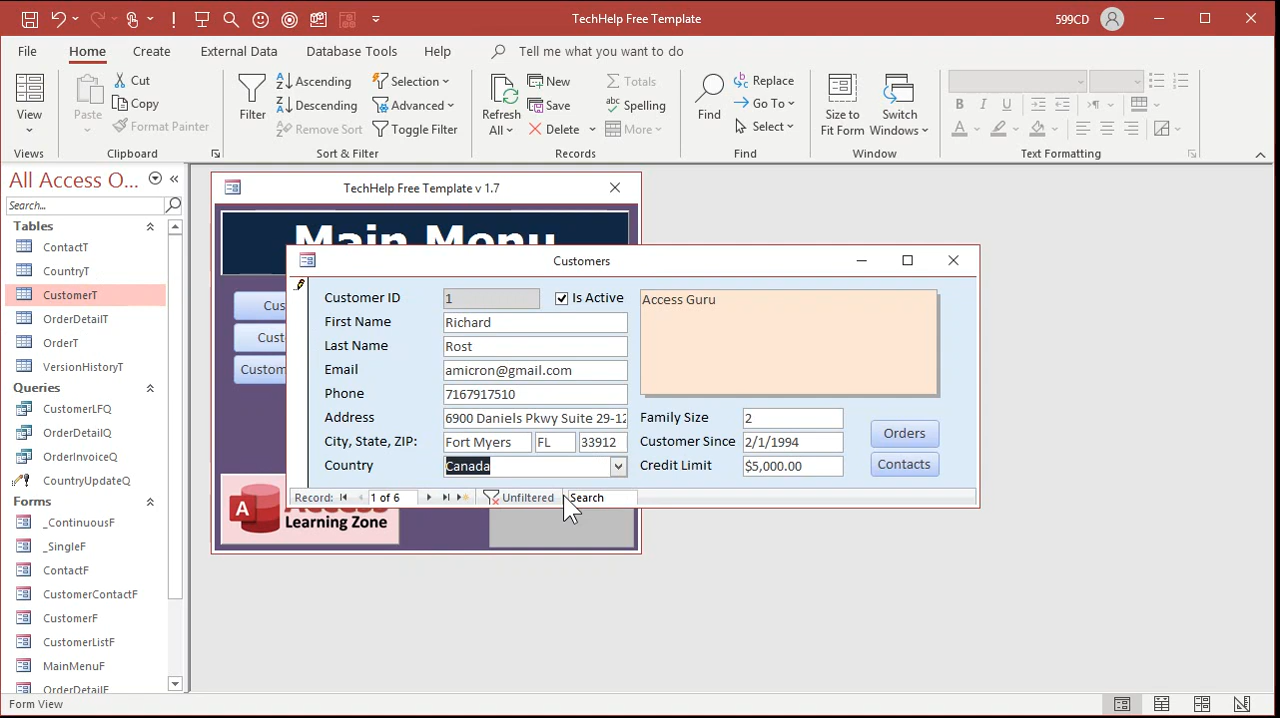 TechHelp Free Template
599CD
File
Home
Create
External Data
Database Tools
Help
Tell me what you want to do
View
Views
Paste
Cut
Copy
Format Painter
Clipboard
Filter
Ascending
Descending
Remove Sort
Selection
Advanced
Toggle Filter
Sort & Filter
Refresh
All
New
Save
Delete
Totals
Spelling
More
Records
Find
Replace
Go To
Select
Find
Size to
Fit Form
Switch
Windows
Window
B I U
A
Text Formatting
All Access O...
Search...
Tables
ContactT
CountryT
CustomerT
OrderDetailT
OrderT
VersionHistoryT
Queries
CustomerLFQ
OrderDetailQ
OrderInvoiceQ
CountryUpdateQ
Forms
_ContinuousF
_SingleF
ContactF
CustomerContactF
CustomerF
CustomerListF
MainMenuF
OrderDetailF
TechHelp Free Template v 1.7
Main Menu
Cus
Cust
Custom
A
Learning Zone
Customers
Customer ID 1 Is Active
First Name Richard
Last Name Rost
Email amicron@gmail.com
Phone 7167917510
Address 6900 Daniels Pkwy Suite 29-12
City, State, ZIP: Fort Myers FL 33912
Country Canada
Access Guru
Family Size 2
Customer Since 2/1/1994
Credit Limit $5,000.00
Orders
Contacts
Record: 1 of 6 Unfiltered Search
Form View